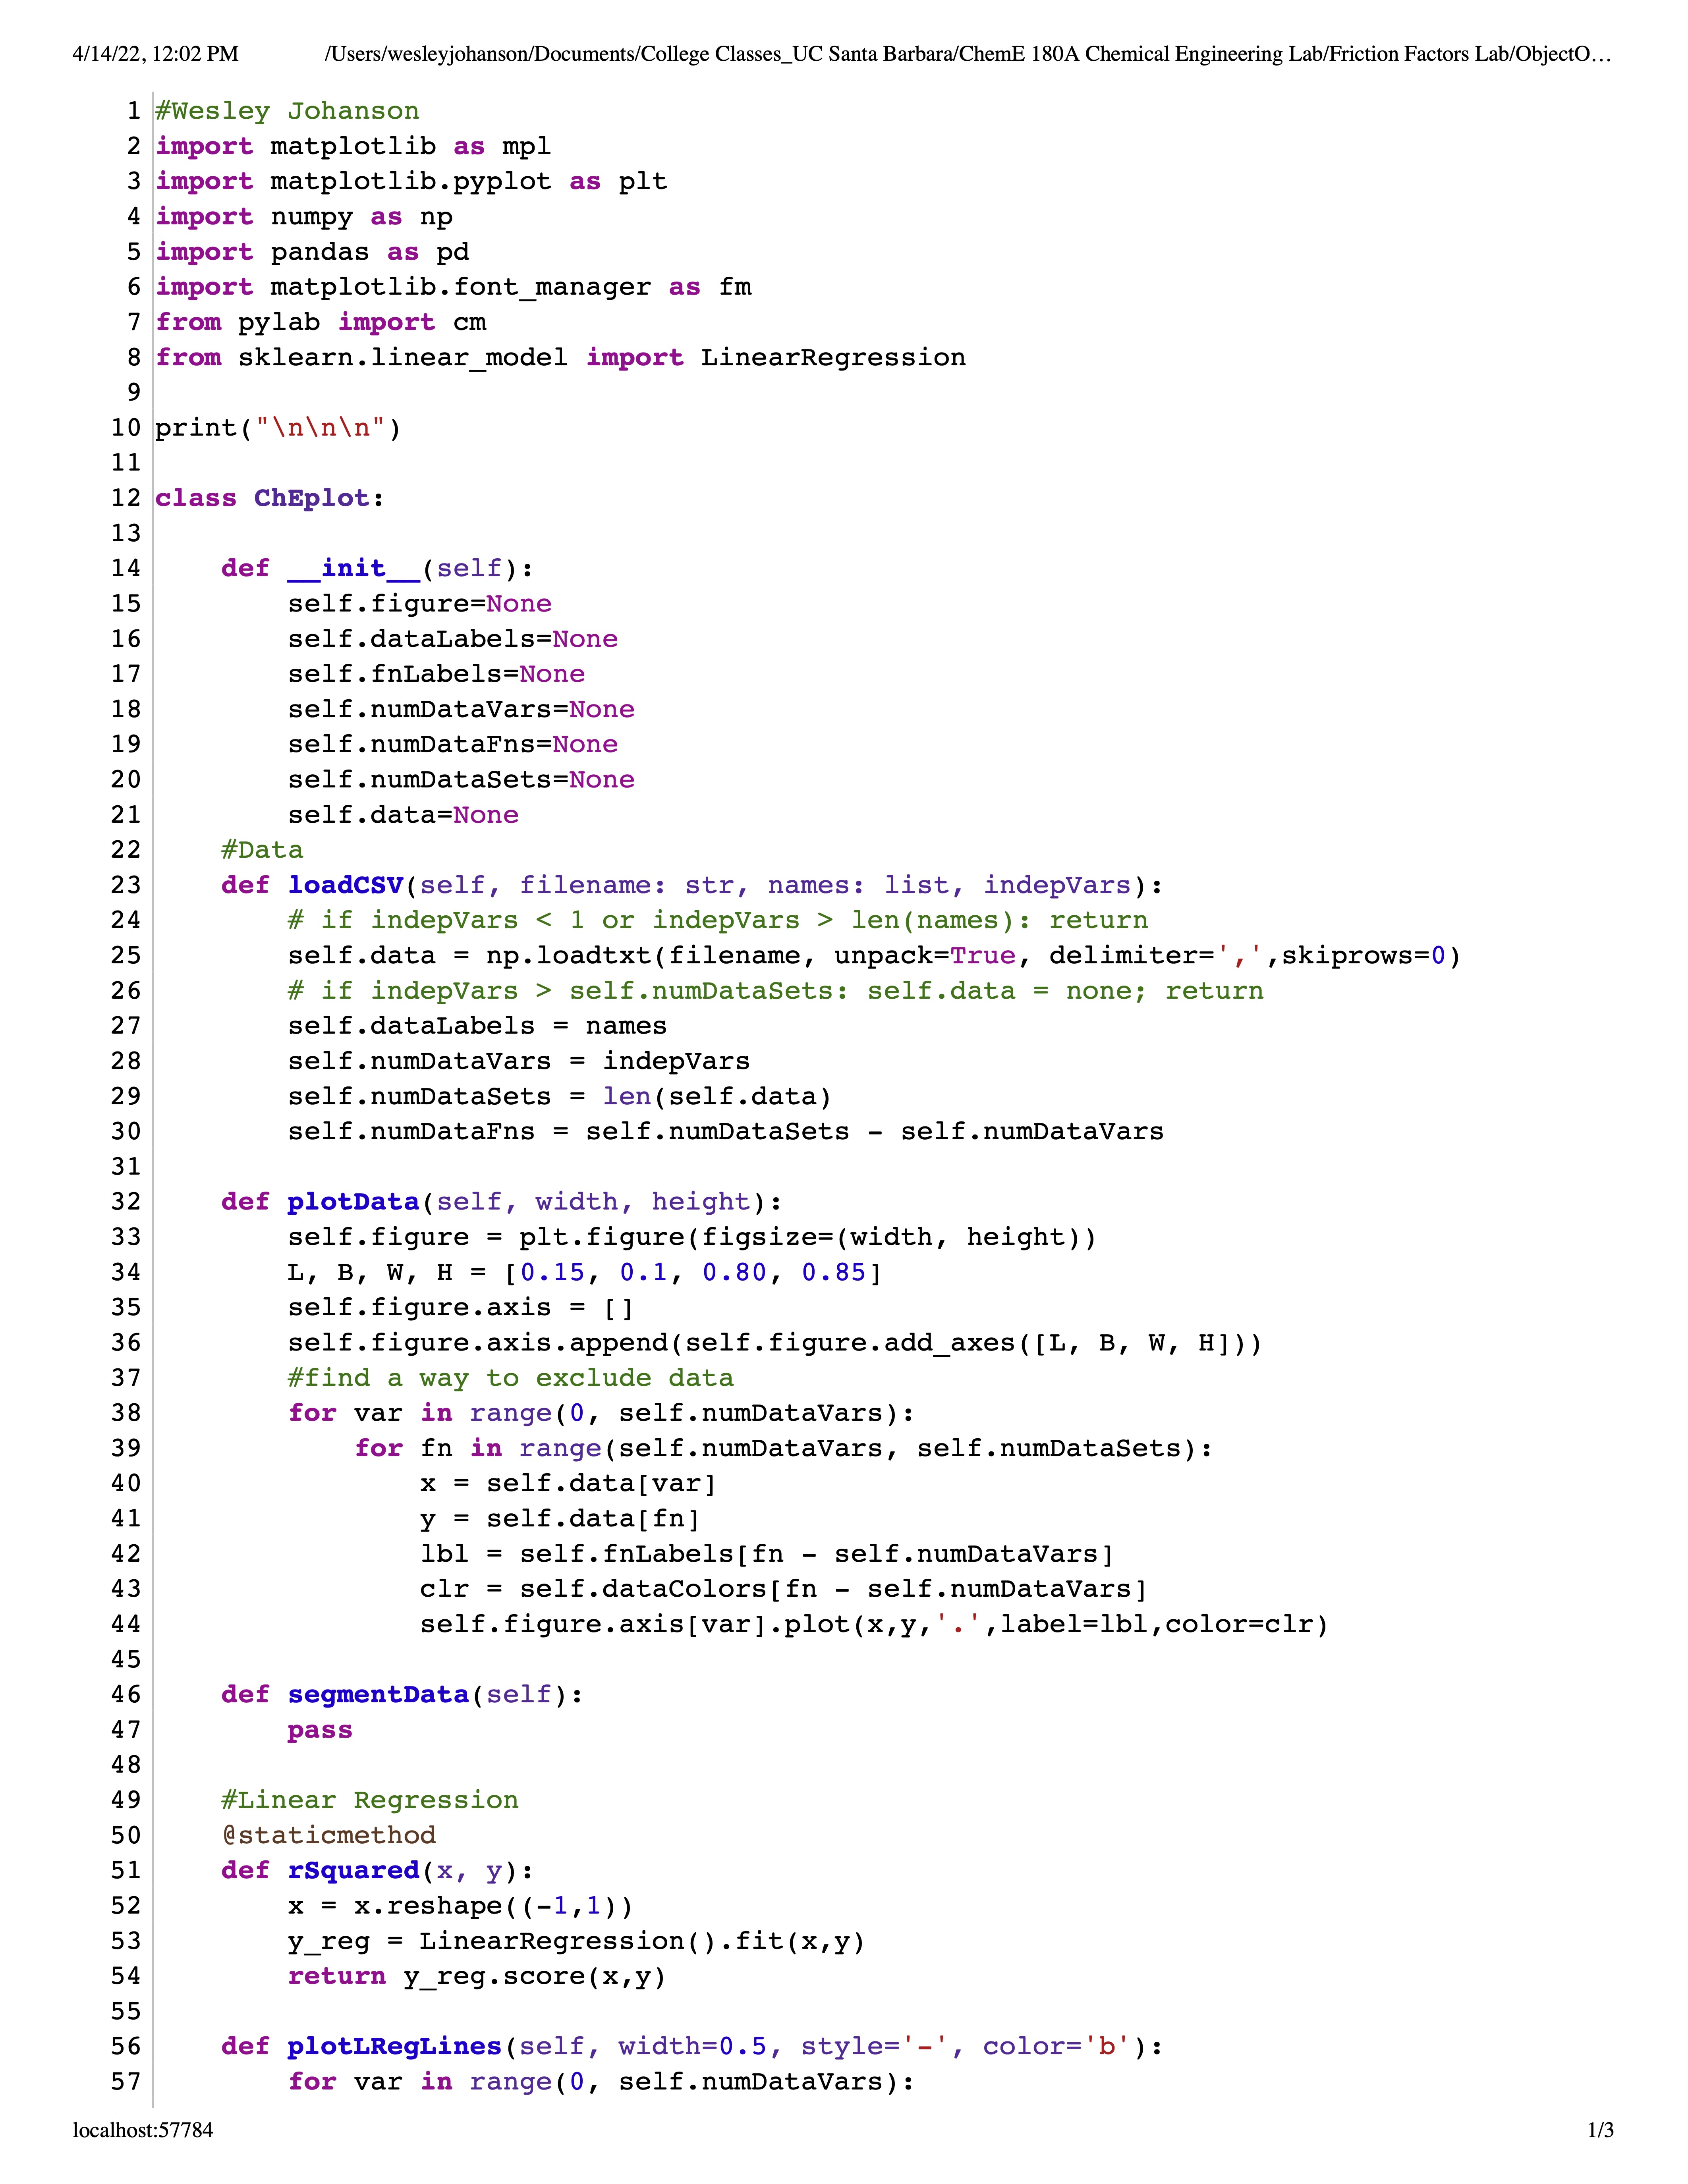 4/14/22, 12:02 PM /Users/wesleyjohanson/Documents/College Classes_UC Santa Barbara/ChemE 180A Chemical Engineering Lab/Friction Factors Lab/ObjectO…
1 #Wesley Johanson
2 import matplotlib as mpl
3 import matplotlib.pyplot as plt
4 import numpy as np
5 import pandas as pd
6 import matplotlib.font_manager as fm
7 from pylab import cm
8 from sklearn.linear_model import LinearRegression
9
10 print("\n\n\n")
11
12 class ChEplot:
13
14     def __init__(self):
15         self.figure=None
16         self.dataLabels=None
17         self.fnLabels=None
18         self.numDataVars=None
19         self.numDataFns=None
20         self.numDataSets=None
21         self.data=None
22     #Data
23     def loadCSV(self, filename: str, names: list, indepVars):
24         # if indepVars < 1 or indepVars > len(names): return
25         self.data = np.loadtxt(filename, unpack=True, delimiter=',',skiprows=0)
26         # if indepVars > self.numDataSets: self.data = none; return
27         self.dataLabels = names
28         self.numDataVars = indepVars
29         self.numDataSets = len(self.data)
30         self.numDataFns = self.numDataSets - self.numDataVars
31
32     def plotData(self, width, height):
33         self.figure = plt.figure(figsize=(width, height))
34         L, B, W, H = [0.15, 0.1, 0.80, 0.85]
35         self.figure.axis = []
36         self.figure.axis.append(self.figure.add_axes([L, B, W, H]))
37         #find a way to exclude data
38         for var in range(0, self.numDataVars):
39             for fn in range(self.numDataVars, self.numDataSets):
40                 x = self.data[var]
41                 y = self.data[fn]
42                 lbl = self.fnLabels[fn - self.numDataVars]
43                 clr = self.dataColors[fn - self.numDataVars]
44                 self.figure.axis[var].plot(x,y,'.',label=lbl,color=clr)
45
46     def segmentData(self):
47         pass
48
49     #Linear Regression
50     @staticmethod
51     def rSquared(x, y):
52         x = x.reshape((-1,1))
53         y_reg = LinearRegression().fit(x,y)
54         return y_reg.score(x,y)
55
56     def plotLRegLines(self, width=0.5, style='-', color='b'):
57         for var in range(0, self.numDataVars):
localhost:57784 1/3